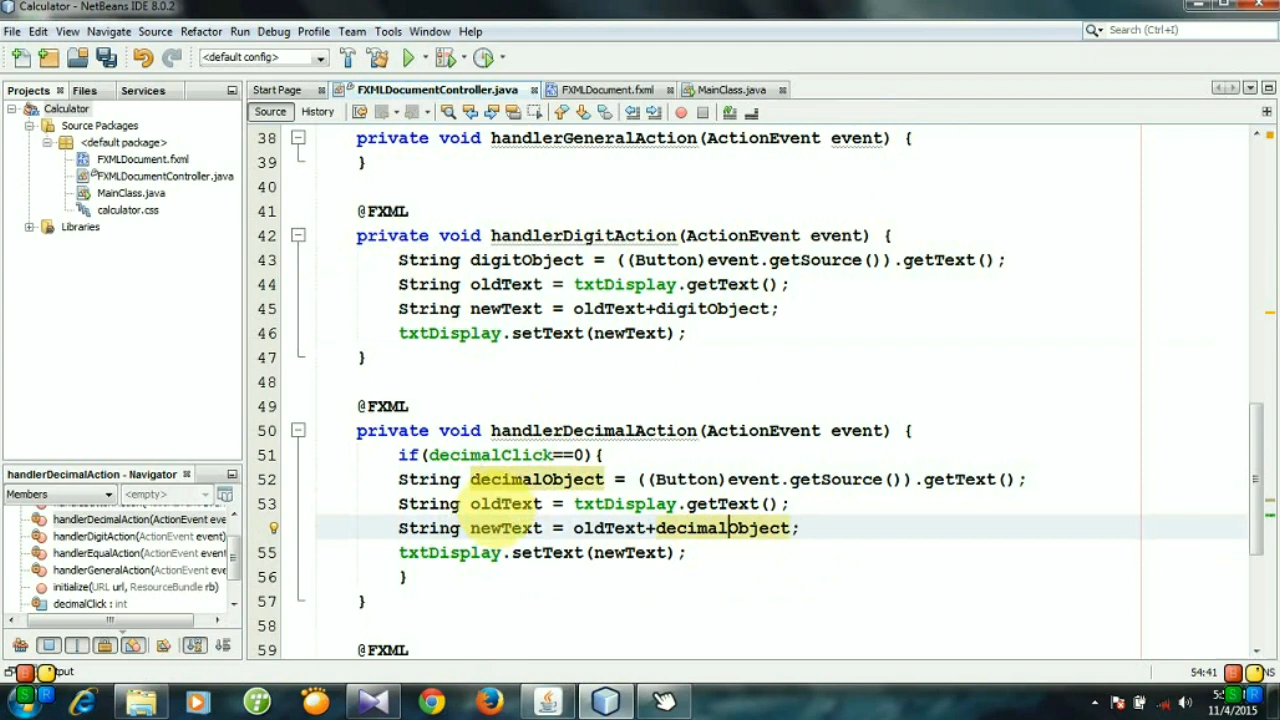 Calculator - NetBeans IDE 8.0.2
File Edit View Navigate Source Refactor Run Debug Profile Team Tools Window Help
Search (Ctrl+I)
<default config>
Projects Files Services
Start Page FXMLDocumentController.java FXMLDocument.fxml MainClass.java
Source History
Calculator
Source Packages
<default package>
FXMLDocument.fxml
FXMLDocumentController.java
MainClass.java
calculator.css
Libraries
38 private void handlerGeneralAction(ActionEvent event) {
39 }
40
41 @FXML
42 private void handlerDigitAction(ActionEvent event) {
43 String digitObject = ((Button)event.getSource()).getText();
44 String oldText = txtDisplay.getText();
45 String newText = oldText+digitObject;
46 txtDisplay.setText(newText);
47 }
48
49 @FXML
50 private void handlerDecimalAction(ActionEvent event) {
51 if(decimalClick==0){
52 String decimalObject = ((Button)event.getSource()).getText();
53 String oldText = txtDisplay.getText();
String newText = oldText+decimalObject;
55 txtDisplay.setText(newText);
56 }
57 }
58
59 @FXML
handlerDecimalAction - Navigator
Members <empty>
handlerDecimalAction(ActionEvent eve
handlerDigitAction(ActionEvent event)
handlerEqualAction(ActionEvent event
handlerGeneralAction(ActionEvent eve
initialize(URL url, ResourceBundle rb)
decimalClick : int
54:41
S R
S R
11/4/2015